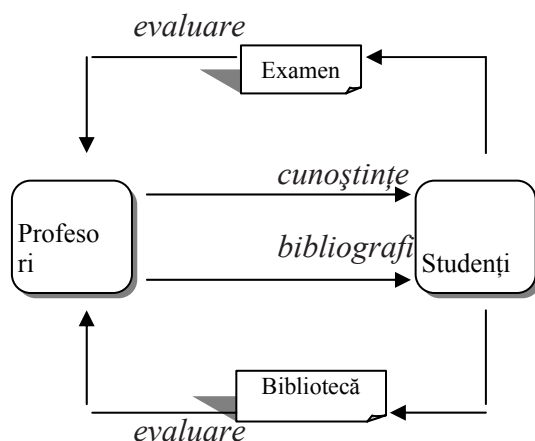 evaluare
Examen
cunoştinţe
Profeso
ri
bibliografi
Studenți
Bibliotecă
evaluare